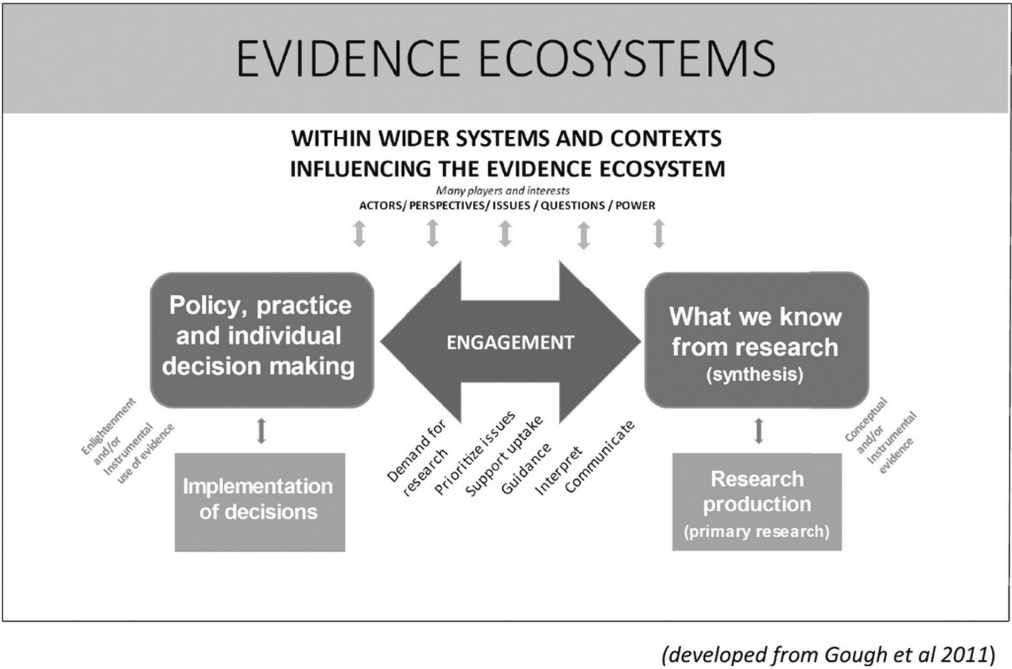 EVIDENCE ECOSYSTEMS
WITHIN WIDER SYSTEMS AND CONTEXTS
INFLUENCING THE EVIDENCE ECOSYSTEM
Many players and interests
ACTORS/ PERSPECTIVES/ ISSUES / QUESTIONS / POWER
Policy, practice
and individual
decision making
ENGAGEMENT
What we know
from research
(synthesis)
Enlightenment
and/or
Instrumental
use of evidence
Implementation
of decisions
Demand for
research
Prioritize issues
Support uptake
Guidance
Interpret
Communicate
Research
production
(primary research)
Conceptual
and/or
Instrumental
evidence
(developed from Gough et al 2011)